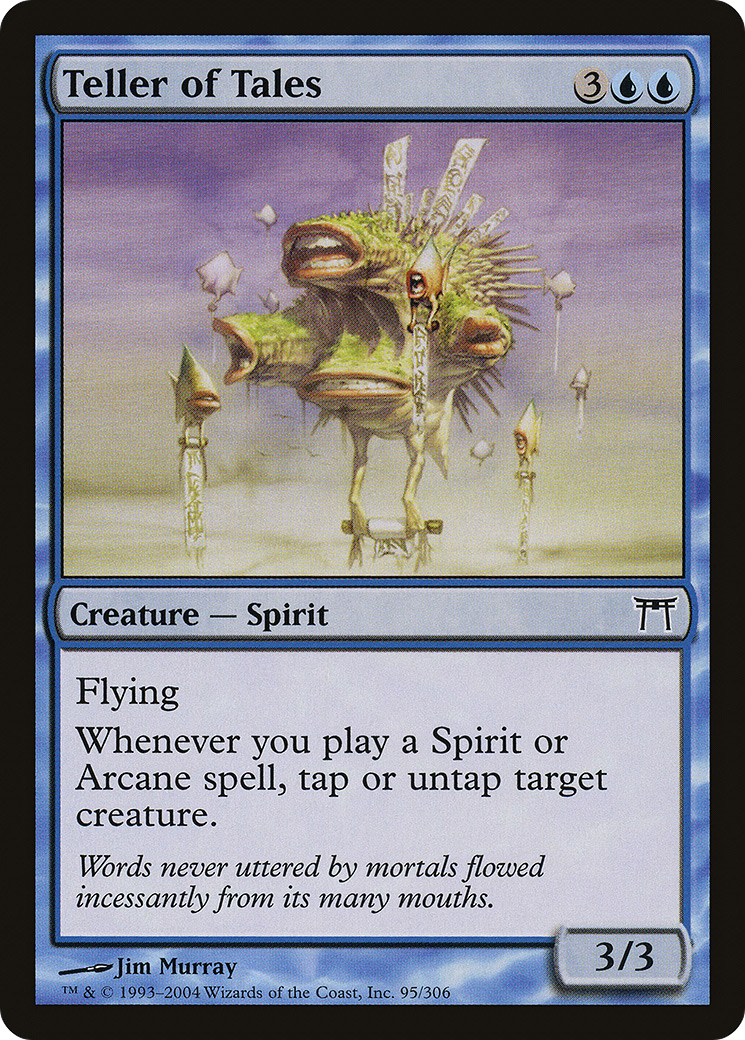 Teller of Tales
3
Creature — Spirit
Flying
Whenever you play a Spirit or
Arcane spell, tap or untap target
creature.
Words never uttered by mortals flowed
incessantly from its many mouths.
3/3
Jim Murray
™ & © 1993–2004 Wizards of the Coast, Inc. 95/306